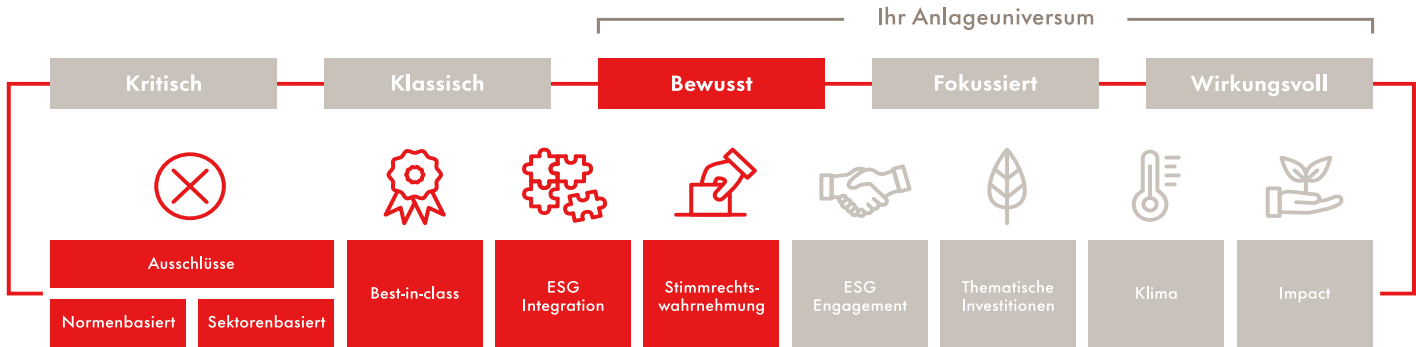 Ihr Anlageuniversum
Kritisch
Klassisch
Bewusst
Fokussiert
Wirkungsvoll
Ausschlüsse
Normenbasiert
Sektorenbasiert
Best-in-class
ESG
Integration
Stimmrechts-
wahrnehmung
ESG
Engagement
Thematische
Investitionen
Klima
Impact